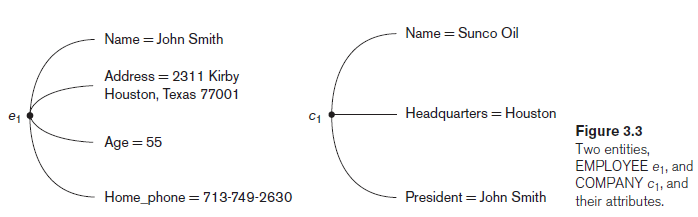 Name = John Smith
Address = 2311 Kirby
Houston, Texas 77001
e1
Age = 55
Home_phone = 713-749-2630
Name = Sunco Oil
c1
Headquarters = Houston
President = John Smith
Figure 3.3
Two entities,
EMPLOYEE e1, and
COMPANY c1, and
their attributes.